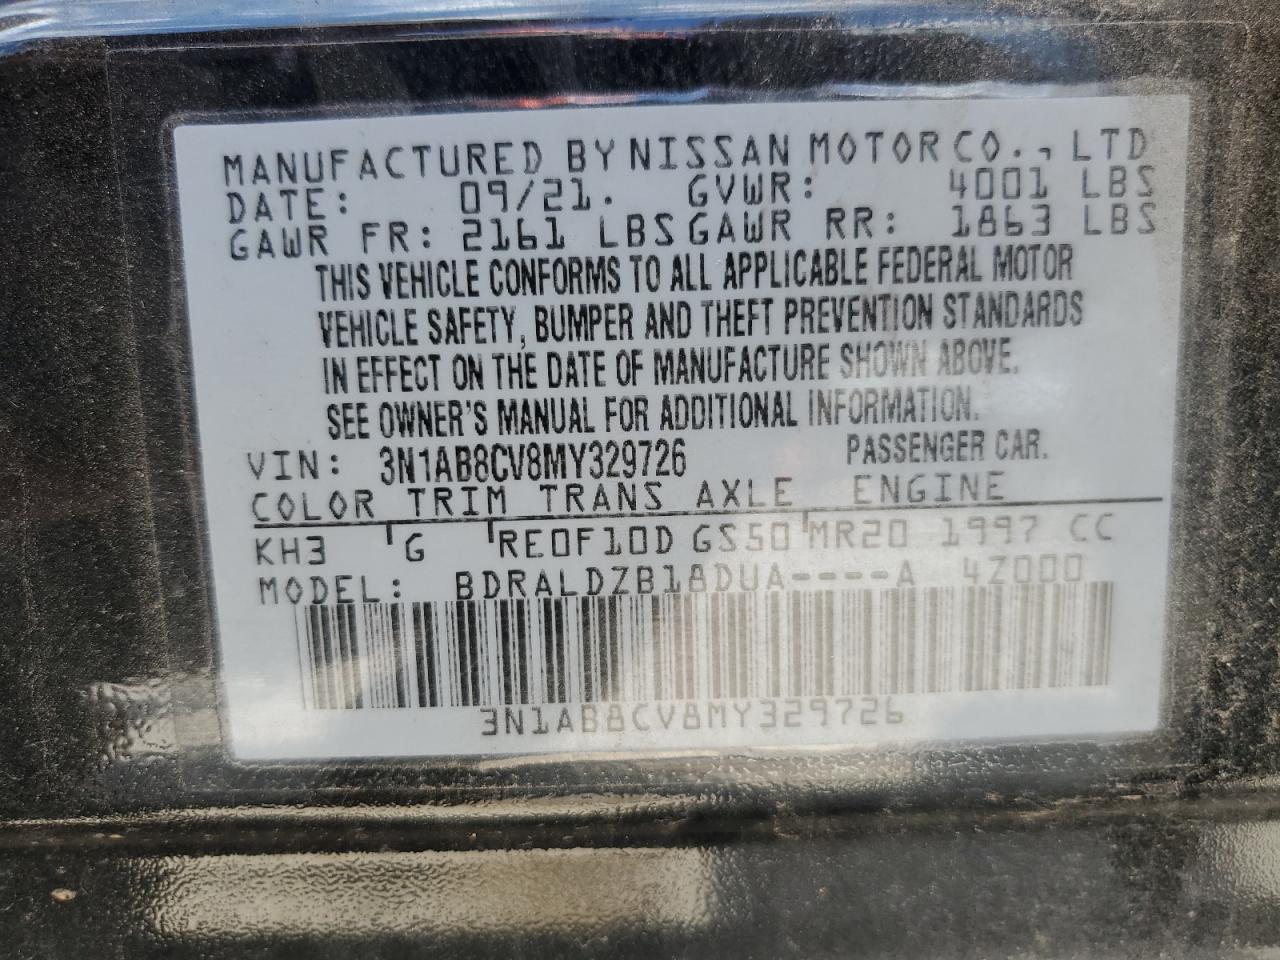 MANUFACTURED BY NISSAN MOTOR CO., LTD
DATE: 09/21. GVWR: 4001 LBS
GAWR FR: 2161 LBS GAWR RR: 1863 LBS
THIS VEHICLE CONFORMS TO ALL APPLICABLE FEDERAL MOTOR
VEHICLE SAFETY, BUMPER AND THEFT PREVENTION STANDARDS
IN EFFECT ON THE DATE OF MANUFACTURE SHOWN ABOVE.
SEE OWNER'S MANUAL FOR ADDITIONAL INFORMATION.
VIN: 3N1AB8CV8MY329726 PASSENGER CAR.
COLOR TRIM TRANS AXLE ENGINE
KH3 G RE0F10D GS50 MR20 1997 CC
MODEL: BDRALDZB18DUA----A 4Z000
3N1AB8CV8MY329726